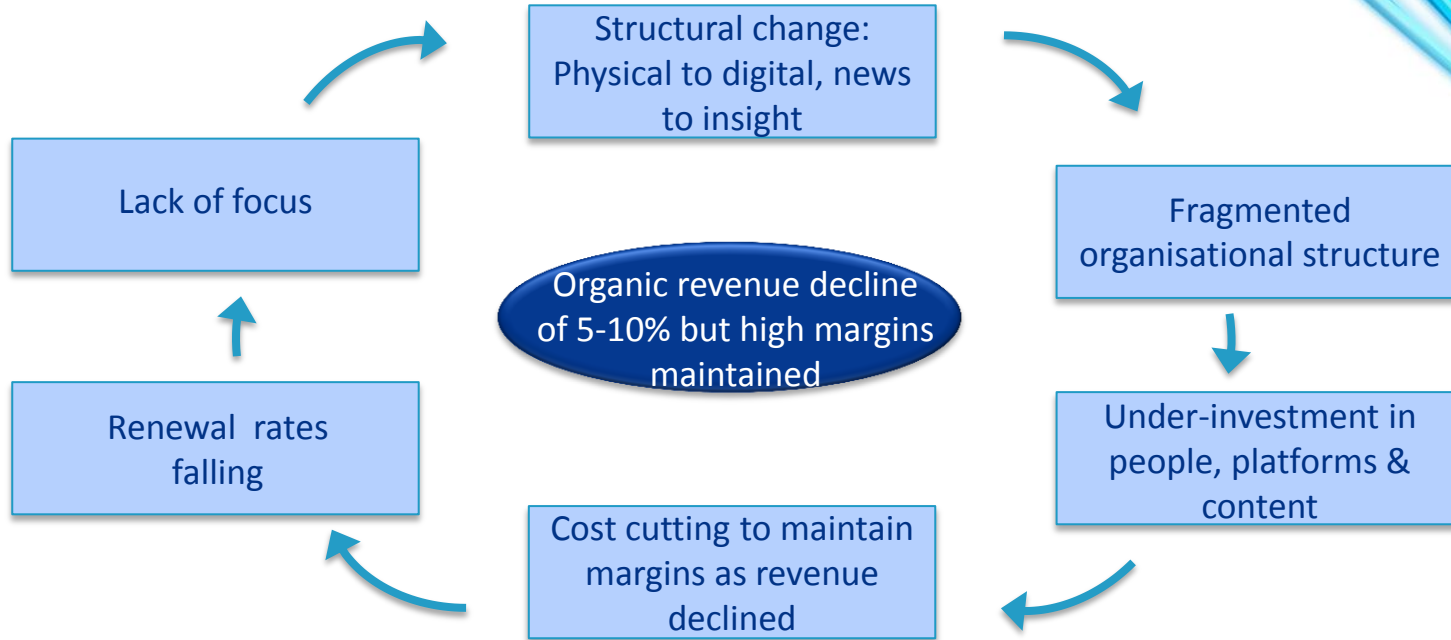 Structural change:
Physical to digital, news
to insight
Lack of focus
Fragmented
organisational structure
Organic revenue decline
of 5-10% but high margins
maintained
Renewal rates
falling
Under-investment in
people, platforms &
content
Cost cutting to maintain
margins as revenue
declined